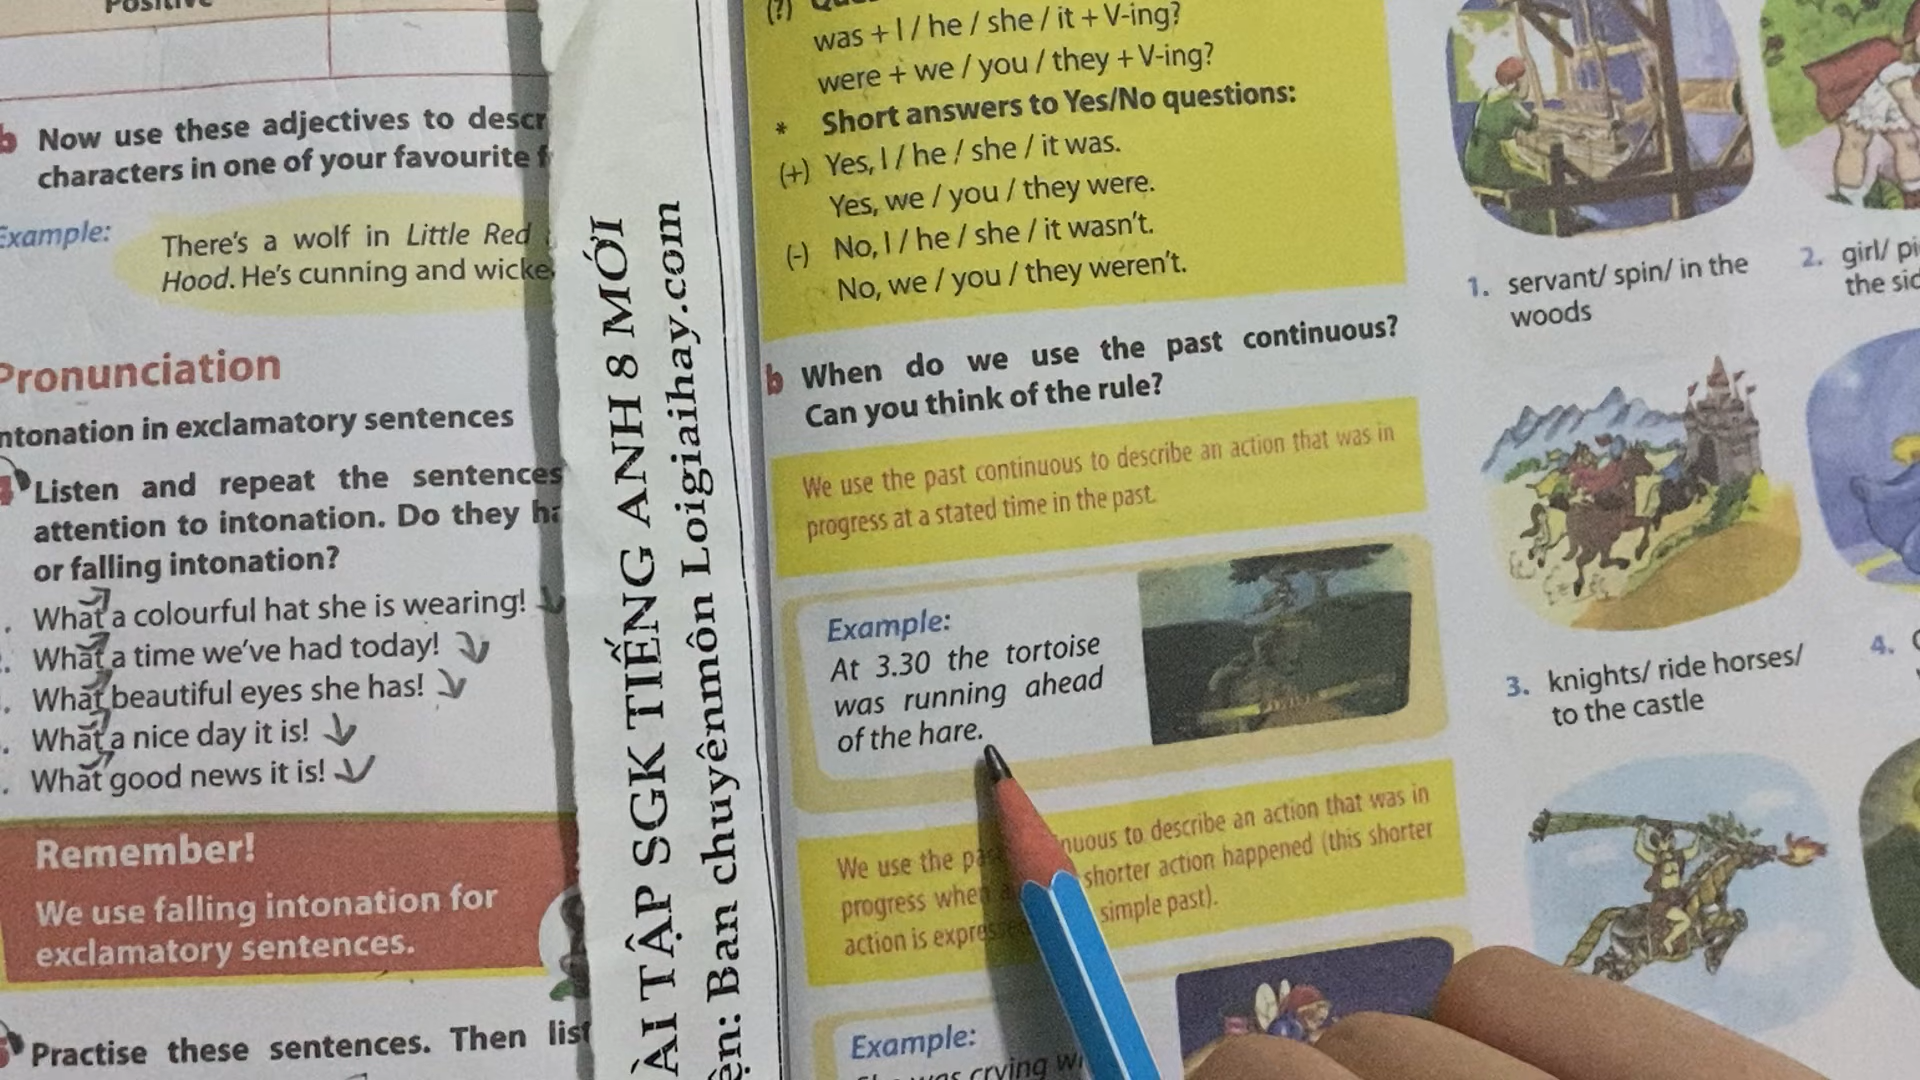 Positive
b Now use these adjectives to descr
characters in one of your favourite f
Example:
There's a wolf in Little Red
Hood. He's cunning and wicke
Pronunciation
ntonation in exclamatory sentences
4 Listen and repeat the sentences
attention to intonation. Do they ha
or falling intonation?
. What a colourful hat she is wearing!
. What a time we've had today!
. What beautiful eyes she has!
. What a nice day it is!
. What good news it is!
Remember!
We use falling intonation for
exclamatory sentences.
Practise these sentences. Then list
ÀI TẬP SGK TIẾNG ANH 8 MỚI
ện: Ban chuyênmôn Loigiaihay.com
(?)
was + I / he / she / it + V-ing?
were + we / you / they + V-ing?
* Short answers to Yes/No questions:
(+) Yes, I / he / she / it was.
Yes, we / you / they were.
(-) No, I / he / she / it wasn't.
No, we / you / they weren't.
b When do we use the past continuous?
Can you think of the rule?
We use the past continuous to describe an action that was in
progress at a stated time in the past.
Example:
At 3.30 the tortoise
was running ahead
of the hare.
We use the pa nuous to describe an action that was in
progress when shorter action happened (this shorter
action is expre simple past).
Example:
was crying w
1. servant/ spin/ in the
woods
2. girl/ pi
the sid
3. knights/ ride horses/
to the castle
4.